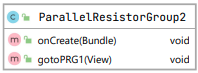 C ParallelResistorGroup2
m onCreate(Bundle) void
m gotoPRG1(View) void